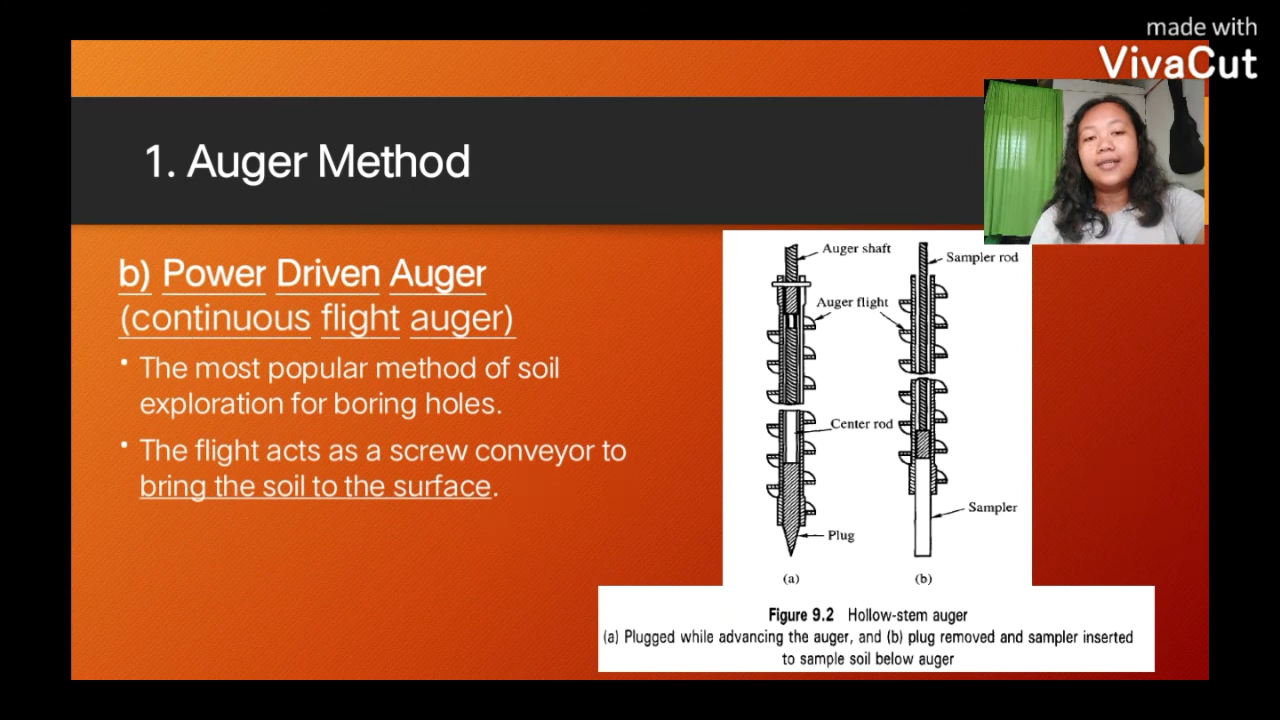 made with
VivaCut
1. Auger Method
b) Power Driven Auger
(continuous flight auger)
• The most popular method of soil
exploration for boring holes.
• The flight acts as a screw conveyor to
bring the soil to the surface.
Auger shaft
Sampler rod
Auger flight
Center rod
Sampler
Plug
(a)
(b)
Figure 9.2 Hollow-stem auger
(a) Plugged while advancing the auger, and (b) plug removed and sampler inserted
to sample soil below auger